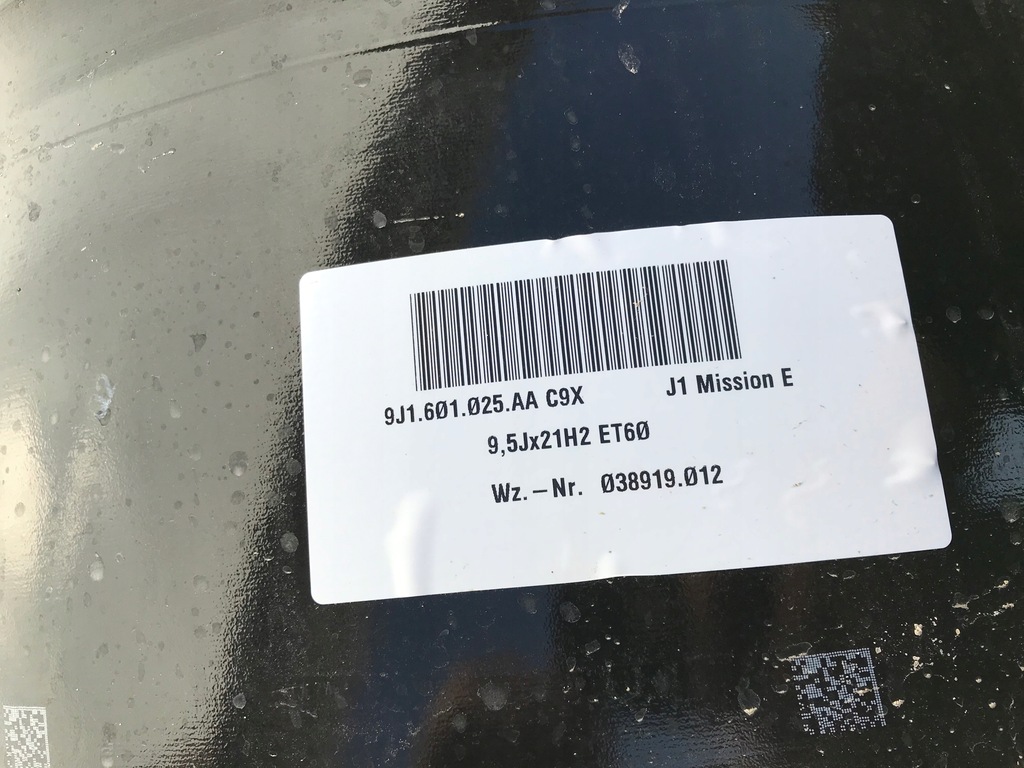 9J1.6Ø1.Ø25.AA C9X J1 Mission E
9,5Jx21H2 ET6Ø
Wz.–Nr. Ø38919.Ø12